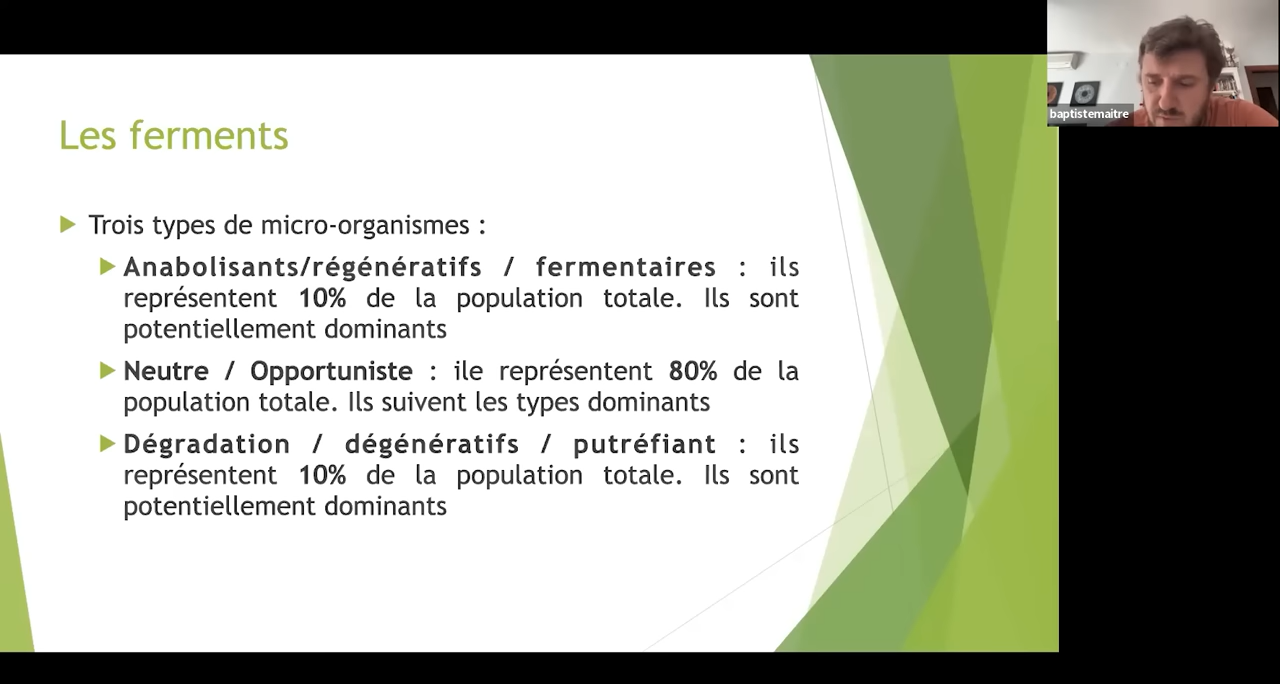 Les ferments
Trois types de micro-organismes :
Anabolisants/régénératifs / fermentaires : ils
représentent 10% de la population totale. Ils sont
potentiellement dominants
Neutre / Opportuniste : ile représentent 80% de la
population totale. Ils suivent les types dominants
Dégradation / dégénératifs / putréfiant : ils
représentent 10% de la population totale. Ils sont
potentiellement dominants
baptistemaitre